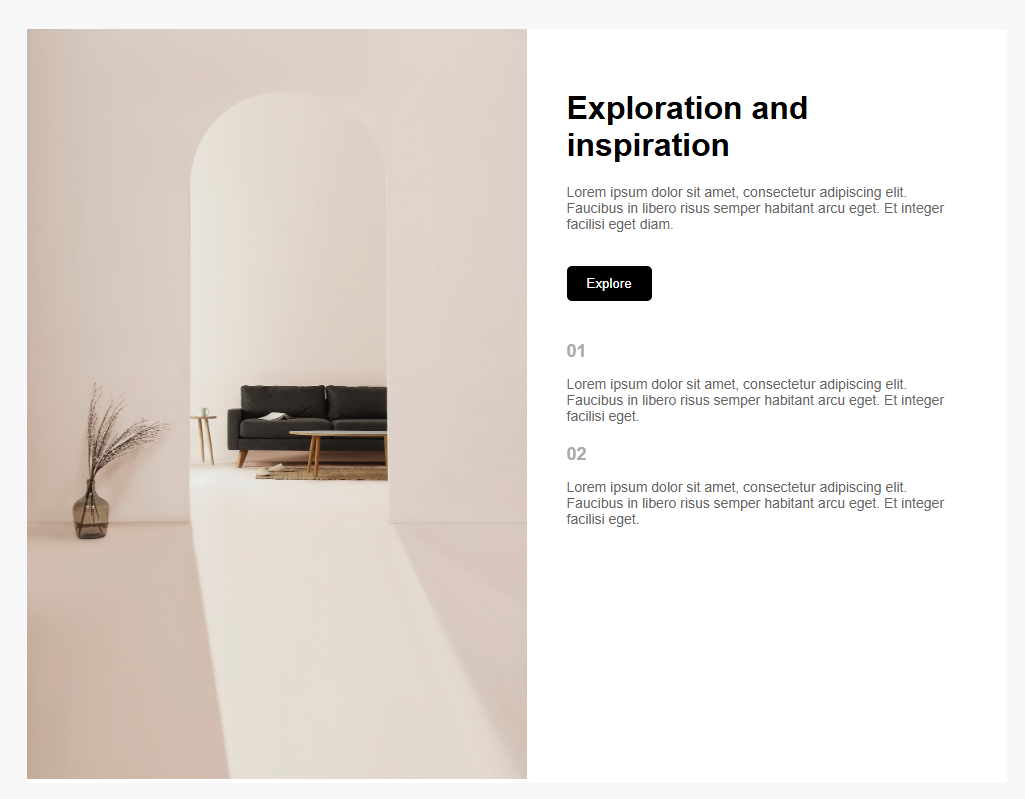 Exploration and
inspiration
Lorem ipsum dolor sit amet, consectetur adipiscing elit.
Faucibus in libero risus semper habitant arcu eget. Et integer
facilisi eget diam.
Explore
01
Lorem ipsum dolor sit amet, consectetur adipiscing elit.
Faucibus in libero risus semper habitant arcu eget. Et integer
facilisi eget.
02
Lorem ipsum dolor sit amet, consectetur adipiscing elit.
Faucibus in libero risus semper habitant arcu eget. Et integer
facilisi eget.